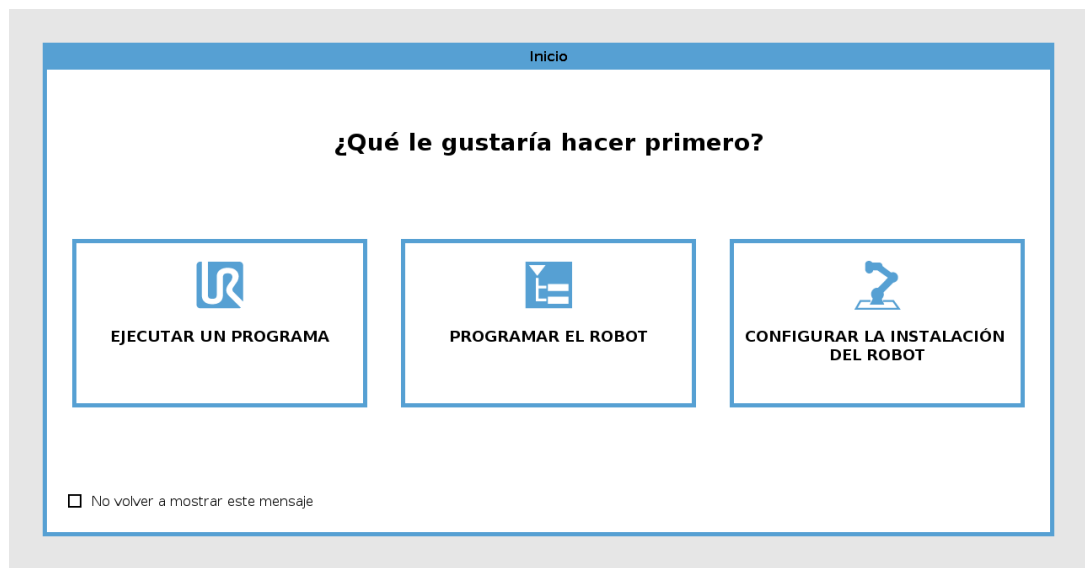 Inicio
¿Qué le gustaría hacer primero?
EJECUTAR UN PROGRAMA
PROGRAMAR EL ROBOT
CONFIGURAR LA INSTALACIÓN
DEL ROBOT
No volver a mostrar este mensaje